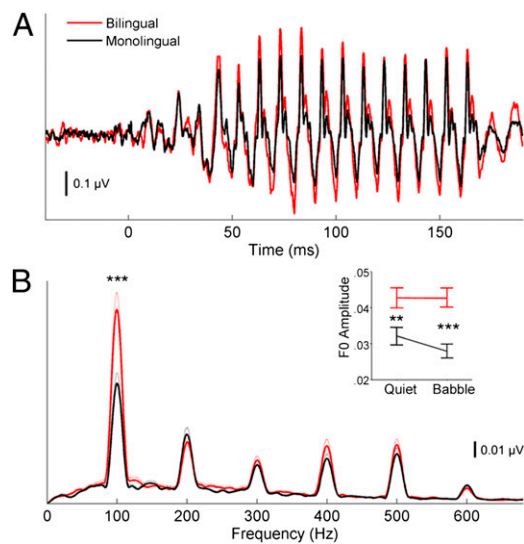 A
Bilingual
Monolingual
0.1 µV
0 50 100 150
Time (ms)
B
***
.05
.04
.03
.02
F0 Amplitude
**
***
Quiet Babble
0.01 µV
0 100 200 300 400 500 600
Frequency (Hz)